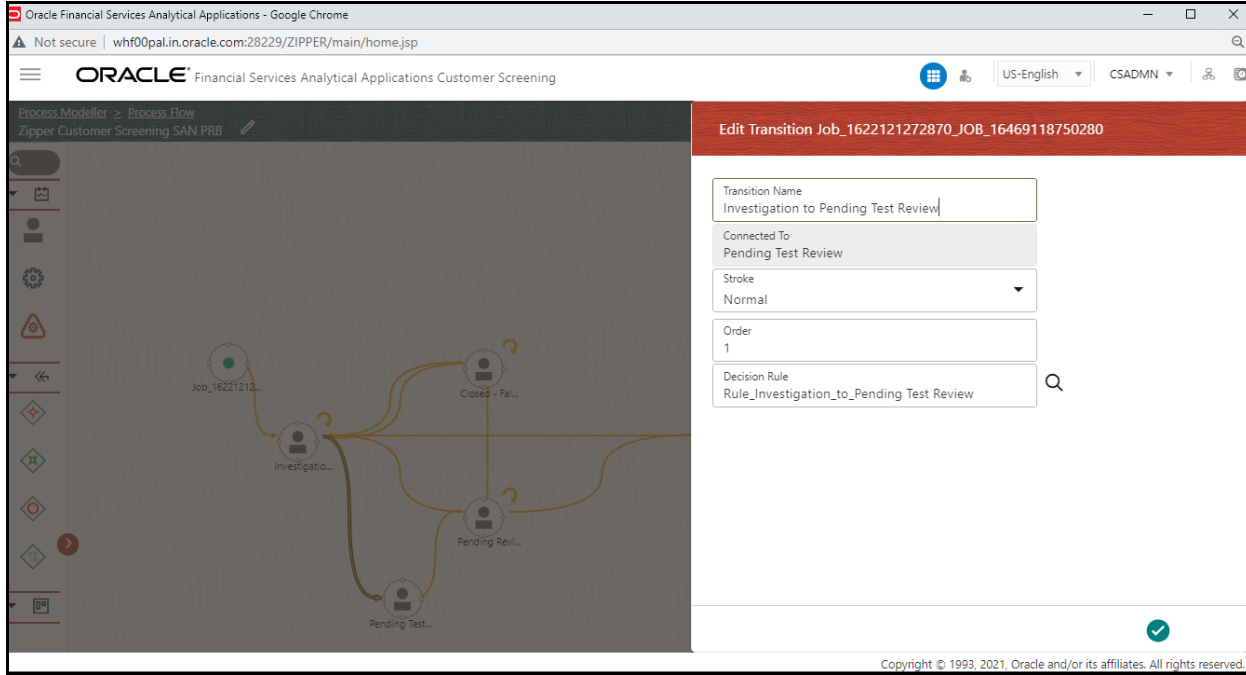 Oracle Financial Services Analytical Applications - Google Chrome
Not secure | whf00pal.in.oracle.com:28229/ZIPPER/main/home.jsp
ORACLE® Financial Services Analytical Applications Customer Screening
US-English
CSADMN
Process Modeller > Process Flow
Zipper Customer Screening SAN PRB
Edit Transition Job_1622121272870_JOB_16469118750280
Transition Name
Investigation to Pending Test Review
Connected To
Pending Test Review
Stroke
Normal
Order
1
Decision Rule
Rule_Investigation_to_Pending Test Review
Job_16221212...
Closed - Fal...
Investigatio...
Pending Revi...
Pending Test...
Copyright © 1993, 2021, Oracle and/or its affiliates. All rights reserved.